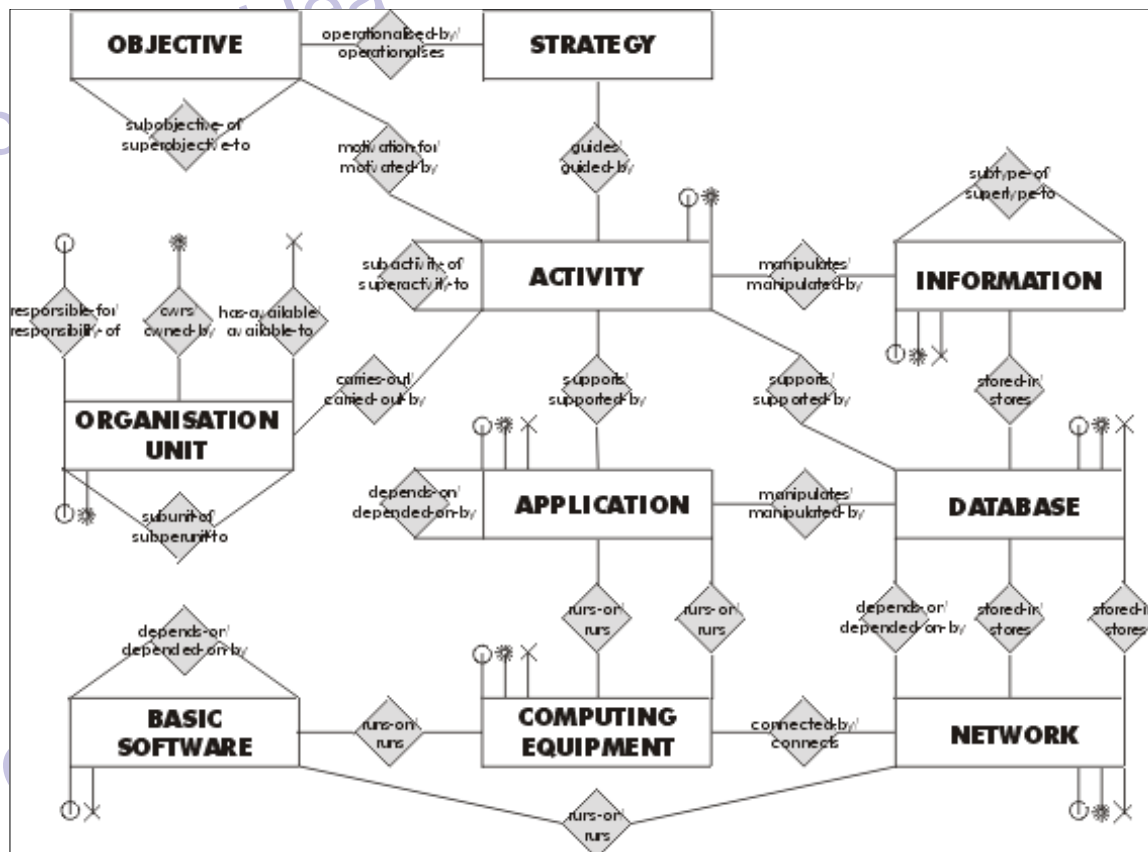 OBJECTIVE
operationalised-by/
operationalises
STRATEGY
subobjective-of
superobjective-to
motivation-for/
motivated-by
guides/
guided-by
subtype-of
supertype-to
subactivity-of
superactivity-to
ACTIVITY
manipulates/
manipulated-by
INFORMATION
responsible-for/
responsibility-of
owns/
owned-by
has-available/
available-to
carries-out/
carried-out-by
supports/
supported-by
supports/
supported-by
stored-in/
stores
ORGANISATION
UNIT
subunit-of
superunit-to
depends-on/
depended-on-by
APPLICATION
manipulates/
manipulated-by
DATABASE
runs-on/
runs
runs-on/
runs
depends-on/
depended-on-by
stored-in/
stores
stored-in
stores
depends-on/
depended-on-by
BASIC
SOFTWARE
runs-on/
runs
COMPUTING
EQUIPMENT
connected-by/
connects
NETWORK
runs-on/
runs